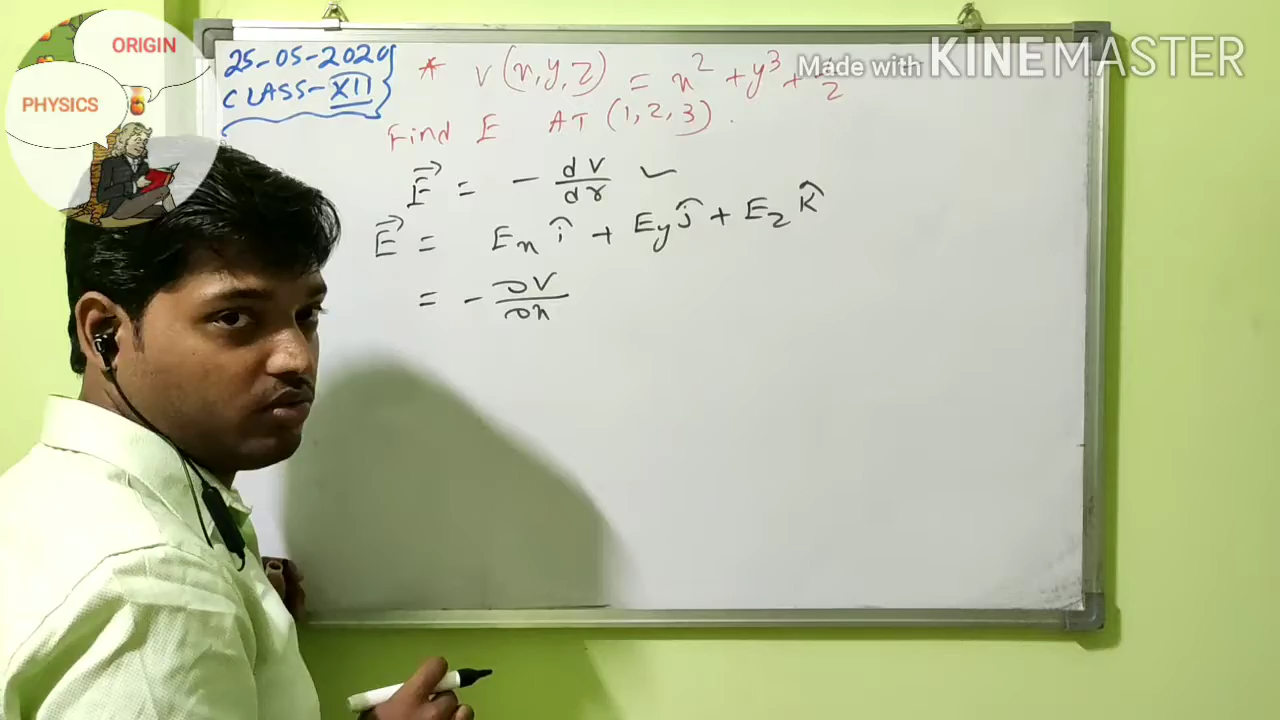 ORIGIN
PHYSICS
Made with KINEMASTER
25-05-2020
CLASS-XII
* V(x,y,z) = x² + y³ +
Find E AT (1,2,3).
E⃗ = - dV/dr ✓
E⃗ = Ex î + Ey ĵ + Ez k̂
= - ∂V/∂x